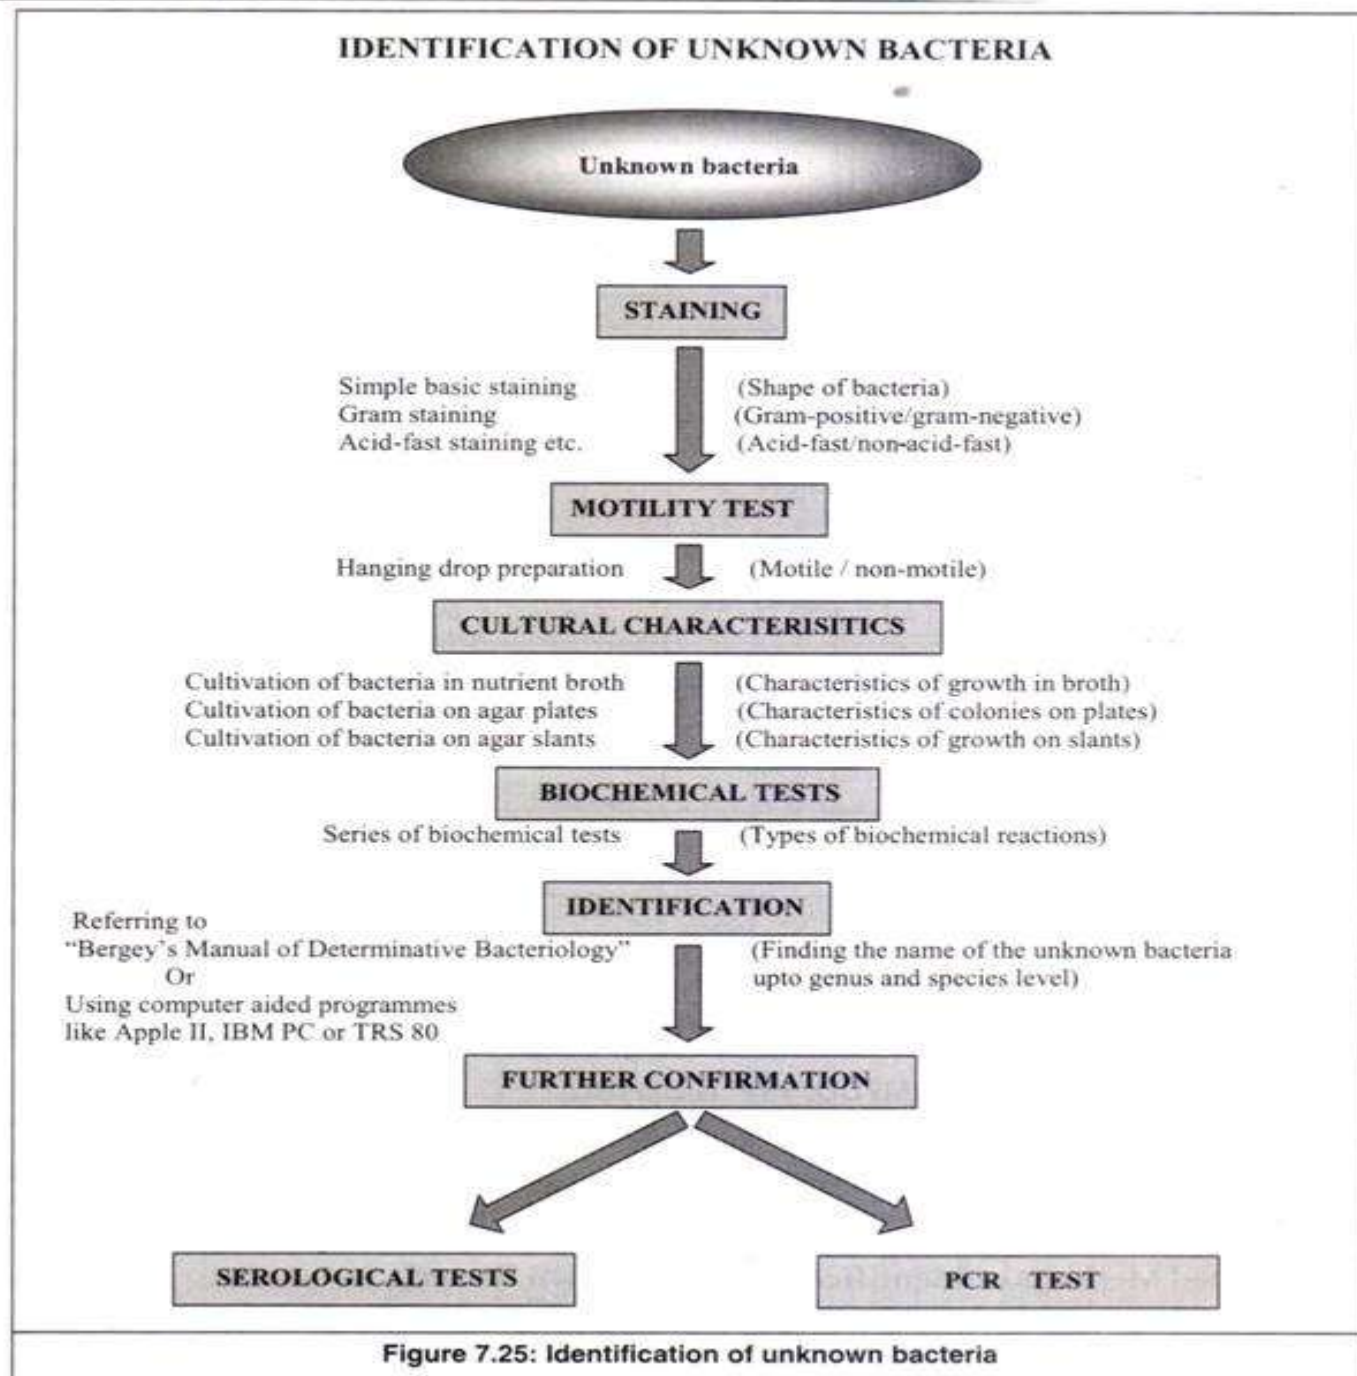 IDENTIFICATION OF UNKNOWN BACTERIA
Unknown bacteria
STAINING
Simple basic staining (Shape of bacteria)
Gram staining (Gram-positive/gram-negative)
Acid-fast staining etc. (Acid-fast/non-acid-fast)
MOTILITY TEST
Hanging drop preparation (Motile / non-motile)
CULTURAL CHARACTERISITICS
Cultivation of bacteria in nutrient broth (Characteristics of growth in broth)
Cultivation of bacteria on agar plates (Characteristics of colonies on plates)
Cultivation of bacteria on agar slants (Characteristics of growth on slants)
BIOCHEMICAL TESTS
Series of biochemical tests (Types of biochemical reactions)
IDENTIFICATION
Referring to
“Bergey’s Manual of Determinative Bacteriology” (Finding the name of the unknown bacteria
Or upto genus and species level)
Using computer aided programmes
like Apple II, IBM PC or TRS 80
FURTHER CONFIRMATION
SEROLOGICAL TESTS PCR TEST
Figure 7.25: Identification of unknown bacteria